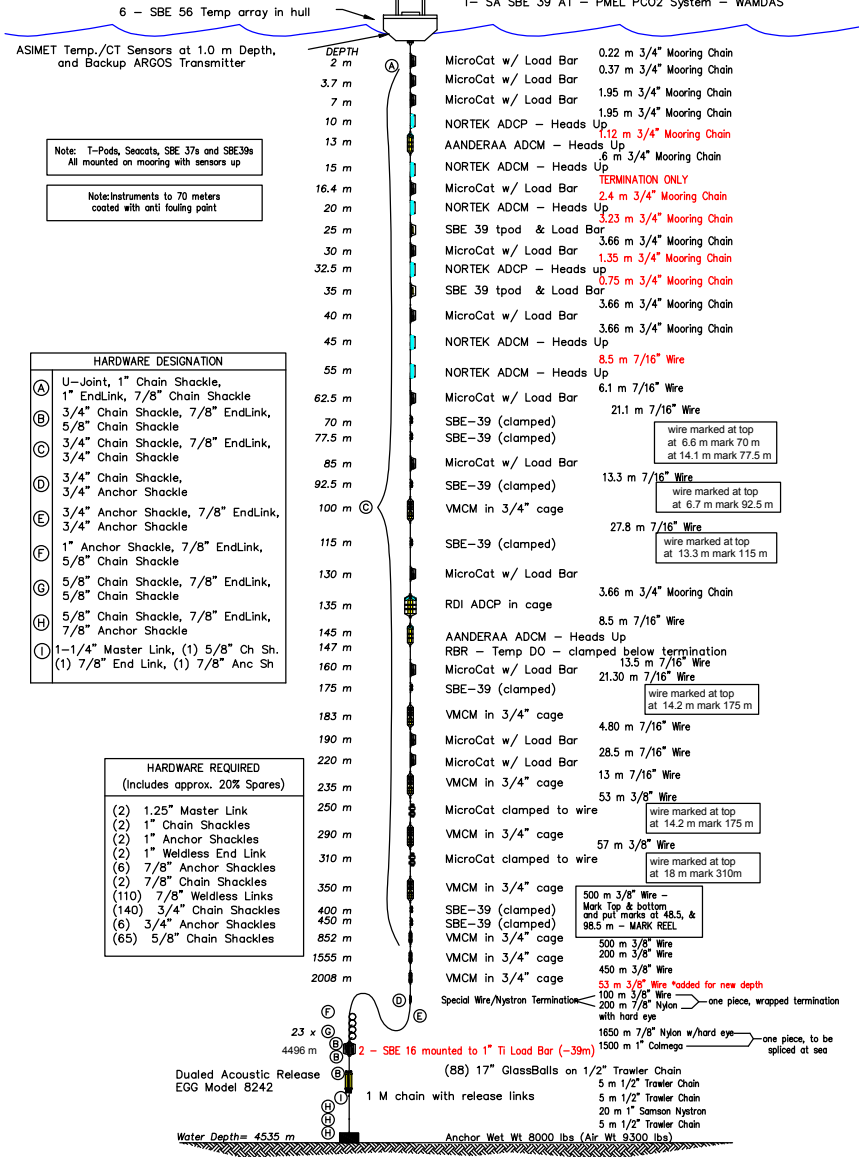 6 - SBE 56 Temp array in hull
1- SA SBE 39 AT - PMEL PCO2 System - WAMDAS
ASIMET Temp./CT Sensors at 1.0 m Depth,
and Backup ARGOS Transmitter
Note: T-Pods, Seacats, SBE 37s and SBE39s
All mounted on mooring with sensors up
Note:Instruments to 70 meters
coated with anti fouling paint
HARDWARE DESIGNATION
A U-Joint, 1" Chain Shackle,
1" EndLink, 7/8" Chain Shackle
B 3/4" Chain Shackle, 7/8" EndLink,
5/8" Chain Shackle
C 3/4" Chain Shackle, 7/8" EndLink,
3/4" Chain Shackle
D 3/4" Chain Shackle,
3/4" Anchor Shackle
E 3/4" Anchor Shackle, 7/8" EndLink,
3/4" Anchor Shackle
F 1" Anchor Shackle, 7/8" EndLink,
5/8" Chain Shackle
G 5/8" Chain Shackle, 7/8" EndLink,
5/8" Chain Shackle
H 5/8" Chain Shackle, 7/8" EndLink,
7/8" Anchor Shackle
I 1-1/4" Master Link, (1) 5/8" Ch Sh.
(1) 7/8" End Link, (1) 7/8" Anc Sh
HARDWARE REQUIRED
(Includes approx. 20% Spares)
(2) 1.25" Master Link
(2) 1" Chain Shackles
(2) 1" Anchor Shackles
(2) 1" Weldless End Link
(6) 7/8" Anchor Shackles
(2) 7/8" Chain Shackles
(110) 7/8" Weldless Links
(140) 3/4" Chain Shackles
(6) 3/4" Anchor Shackles
(65) 5/8" Chain Shackles
DEPTH
2 m
3.7 m
7 m
10 m
13 m
15 m
16.4 m
20 m
25 m
30 m
32.5 m
35 m
40 m
45 m
55 m
62.5 m
70 m
77.5 m
85 m
92.5 m
100 m
115 m
130 m
135 m
145 m
147 m
160 m
175 m
183 m
190 m
220 m
235 m
250 m
290 m
310 m
350 m
400 m
450 m
852 m
1555 m
2008 m
A
C
D
E
F
23 x G
B
4496 m
B
B
Dualed Acoustic Release
EGG Model 8242
I
H
H
H
Water Depth= 4535 m
MicroCat w/ Load Bar
MicroCat w/ Load Bar
MicroCat w/ Load Bar
NORTEK ADCP - Heads Up
AANDERAA ADCM - Heads Up
NORTEK ADCM - Heads Up
MicroCat w/ Load Bar
NORTEK ADCM - Heads Up
SBE 39 tpod & Load Bar
MicroCat w/ Load Bar
NORTEK ADCP - Heads up
SBE 39 tpod & Load Bar
MicroCat w/ Load Bar
NORTEK ADCM - Heads Up
NORTEK ADCM - Heads Up
MicroCat w/ Load Bar
SBE-39 (clamped)
SBE-39 (clamped)
MicroCat w/ Load Bar
SBE-39 (clamped)
VMCM in 3/4" cage
SBE-39 (clamped)
MicroCat w/ Load Bar
RDI ADCP in cage
AANDERAA ADCM - Heads Up
RBR - Temp DO - clamped below termination
MicroCat w/ Load Bar
SBE-39 (clamped)
VMCM in 3/4" cage
MicroCat w/ Load Bar
MicroCat w/ Load Bar
VMCM in 3/4" cage
MicroCat clamped to wire
VMCM in 3/4" cage
MicroCat clamped to wire
VMCM in 3/4" cage
SBE-39 (clamped)
SBE-39 (clamped)
VMCM in 3/4" cage
VMCM in 3/4" cage
VMCM in 3/4" cage
Special Wire/Nystron Termination
2 - SBE 16 mounted to 1" Ti Load Bar (-39m)
(88) 17" GlassBalls on 1/2" Trawler Chain
1 M chain with release links
Anchor Wet Wt 8000 lbs (Air Wt 9300 lbs)
0.22 m 3/4" Mooring Chain
0.37 m 3/4" Mooring Chain
1.95 m 3/4" Mooring Chain
1.95 m 3/4" Mooring Chain
1.12 m 3/4" Mooring Chain
.6 m 3/4" Mooring Chain
TERMINATION ONLY
2.4 m 3/4" Mooring Chain
3.23 m 3/4" Mooring Chain
3.66 m 3/4" Mooring Chain
1.35 m 3/4" Mooring Chain
0.75 m 3/4" Mooring Chain
3.66 m 3/4" Mooring Chain
3.66 m 3/4" Mooring Chain
8.5 m 7/16" Wire
6.1 m 7/16" Wire
21.1 m 7/16" Wire
wire marked at top
at 6.6 m mark 70 m
at 14.1 m mark 77.5 m
13.3 m 7/16" Wire
wire marked at top
at 6.7 m mark 92.5 m
27.8 m 7/16" Wire
wire marked at top
at 13.3 m mark 115 m
3.66 m 3/4" Mooring Chain
8.5 m 7/16" Wire
13.5 m 7/16" Wire
21.30 m 7/16" Wire
wire marked at top
at 14.2 m mark 175 m
4.80 m 7/16" Wire
28.5 m 7/16" Wire
13 m 7/16" Wire
53 m 3/8" Wire
wire marked at top
at 14.2 m mark 175 m
57 m 3/8" Wire
wire marked at top
at 18 m mark 310m
500 m 3/8" Wire -
Mark Top & bottom
and put marks at 48.5, &
98.5 m - MARK REEL
500 m 3/8" Wire
200 m 3/8" Wire
450 m 3/8" Wire
53 m 3/8" Wire *added for new depth
100 m 3/8" Wire
200 m 7/8" Nylon
with hard eye
one piece, wrapped termination
1650 m 7/8" Nylon w/hard eye
1500 m 1" Colmega
one piece, to be
spliced at sea
5 m 1/2" Trawler Chain
5 m 1/2" Trawler Chain
20 m 1" Samson Nystron
5 m 1/2" Trawler Chain